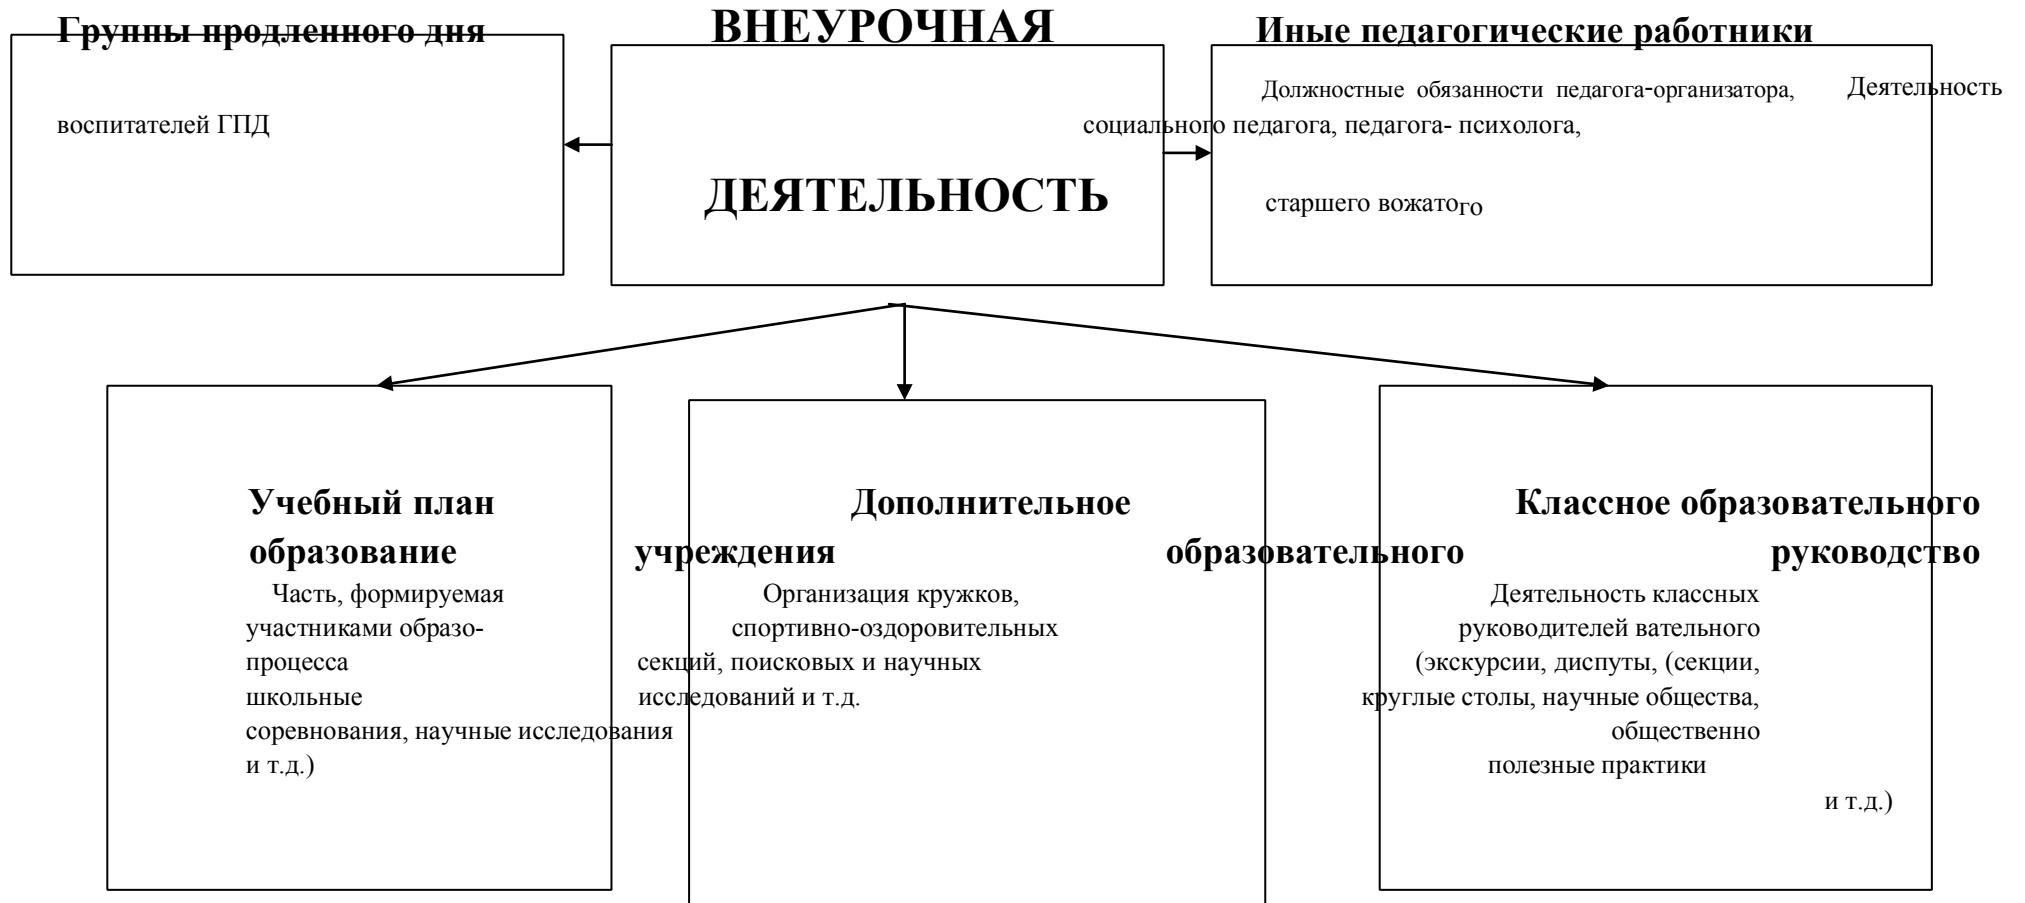 Группы продленного дня
ВНЕУРОЧНАЯ
Иные педагогические работники
Должностные обязанности педагога-организатора, Деятельность
воспитателей ГПД
социального педагога, педагога- психолога,
ДЕЯТЕЛЬНОСТЬ
старшего вожатого
Учебный план Дополнительное Классное образовательного
образование учреждения образовательного руководство
Часть, формируемая Организация кружков, Деятельность классных
участниками образо- спортивно-оздоровительных руководителей вательного
процесса секций, поисковых и научных (экскурсии, диспуты, (секции,
школьные исследований и т.д. круглые столы, научные общества,
соревнования, научные исследования общественно
и т.д.) полезные практики
и т.д.)